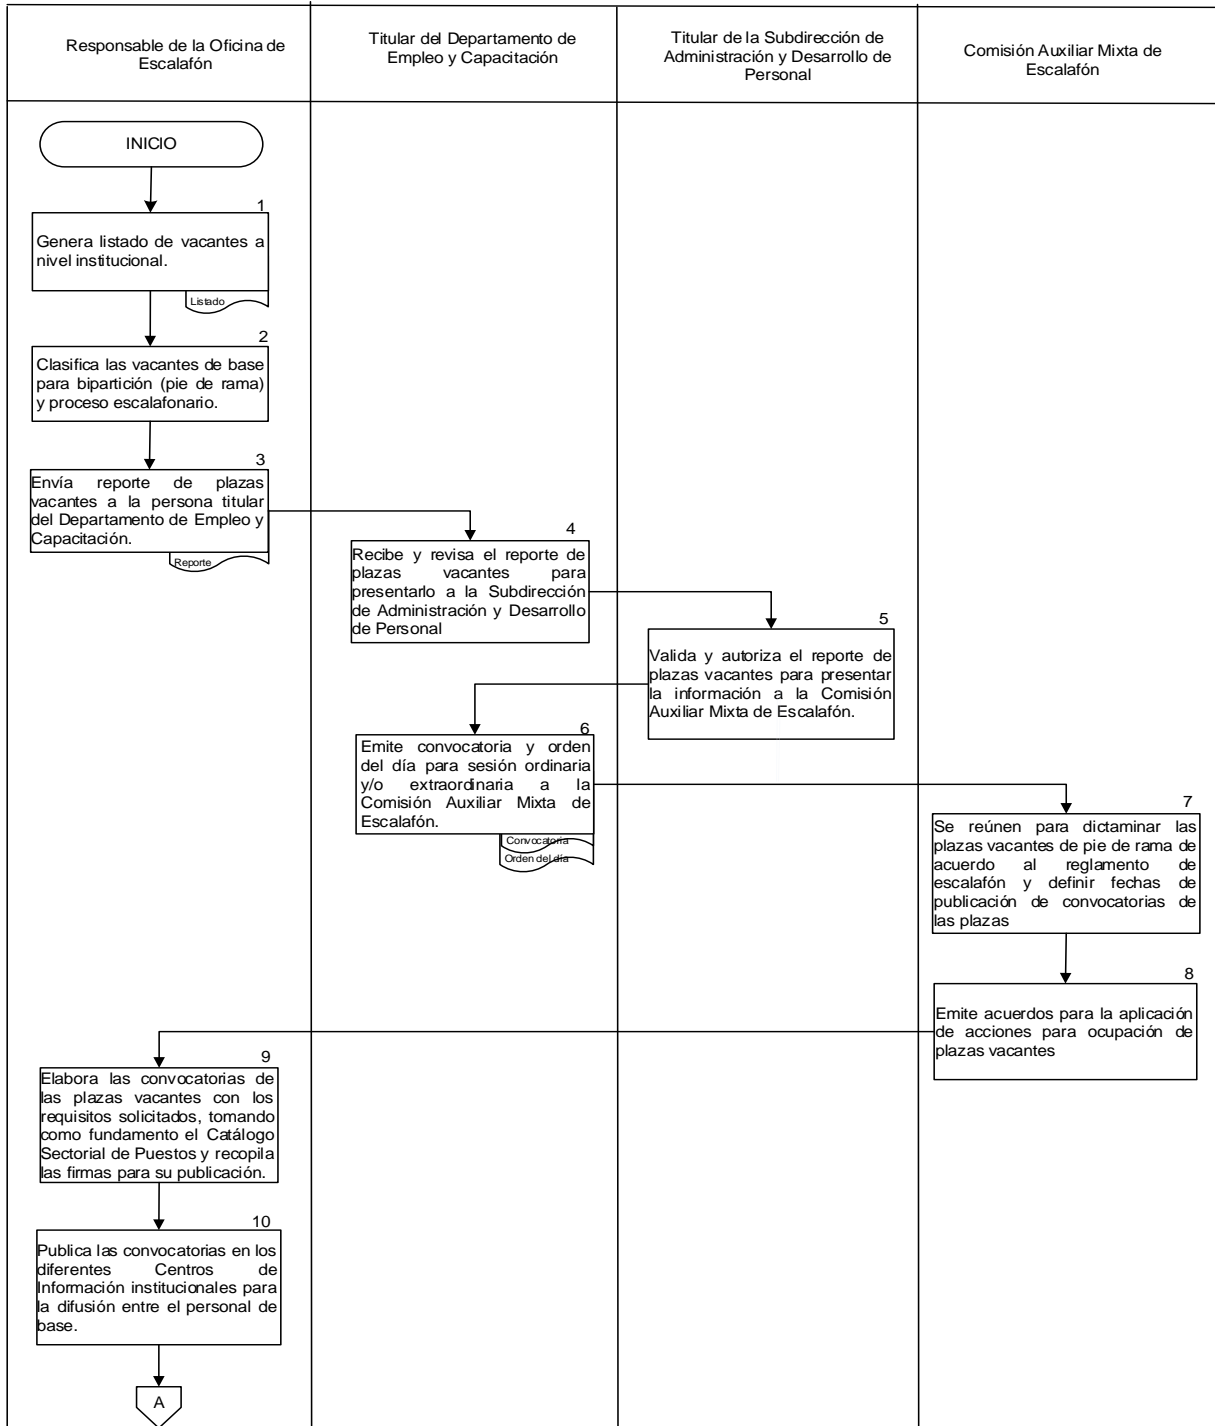 Responsable de la Oficina de
Escalafón
Titular del Departamento de
Empleo y Capacitación
Titular de la Subdirección de
Administración y Desarrollo de
Personal
Comisión Auxiliar Mixta de
Escalafón
INICIO
1
Genera listado de vacantes a
nivel institucional.
Listado
2
Clasifica las vacantes de base
para bipartición (pie de rama)
y proceso escalafonario.
3
Envía reporte de plazas
vacantes a la persona titular
del Departamento de Empleo y
Capacitación.
Reporte
4
Recibe y revisa el reporte de
plazas vacantes para
presentarlo a la Subdirección
de Administración y Desarrollo
de Personal
5
Valida y autoriza el reporte de
plazas vacantes para presentar
la información a la Comisión
Auxiliar Mixta de Escalafón.
6
Emite convocatoria y orden
del día para sesión ordinaria
y/o extraordinaria a la
Comisión Auxiliar Mixta de
Escalafón.
Convocatoria
Orden del día
7
Se reúnen para dictaminar las
plazas vacantes de pie de rama de
acuerdo al reglamento de
escalafón y definir fechas de
publicación de convocatorias de
las plazas
8
Emite acuerdos para la aplicación
de acciones para ocupación de
plazas vacantes
9
Elabora las convocatorias de
las plazas vacantes con los
requisitos solicitados, tomando
como fundamento el Catálogo
Sectorial de Puestos y recopila
las firmas para su publicación.
10
Publica las convocatorias en los
diferentes Centros de
Información institucionales para
la difusión entre el personal de
base.
A